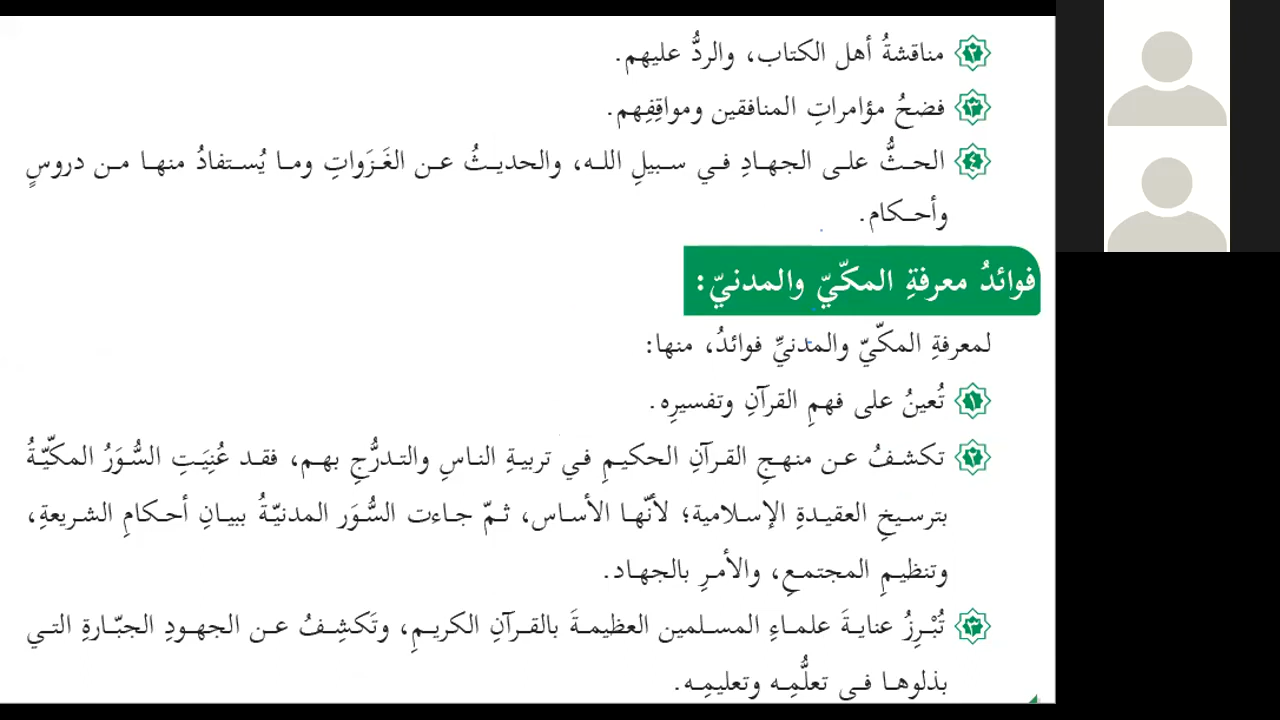 ٢ مناقشةُ أهل الكتاب، والردُّ عليهم.
٣ فضحُ مؤامراتِ المنافقين ومواقِفِهم.
٤ الحثُّ على الجهادِ في سبيلِ الله، والحديثُ عن الغَزَواتِ وما يُستفادُ منها من دروسٍ
وأحكام.
فوائدُ معرفةِ المكّيّ والمدنيّ:
لمعرفةِ المكّيّ والمدنيِّ فوائدُ، منها:
١ تُعينُ على فهمِ القرآنِ وتفسيرِه.
٢ تكشفُ عن منهجِ القرآنِ الحكيمِ في تربيةِ الناسِ والتدرُّجِ بهم، فقد عُنِيَتِ السُّوَرُ المكّيّةُ
بترسيخِ العقيدةِ الإسلامية؛ لأنّها الأساس، ثمّ جاءت السُّوَر المدنيّةُ ببيانِ أحكامِ الشريعةِ،
وتنظيمِ المجتمعِ، والأمرِ بالجهاد.
٣ تُبْرِزُ عنايةَ علماءِ المسلمين العظيمةَ بالقرآنِ الكريمِ، وتَكشِفُ عن الجهودِ الجبّارةِ التي
بذلوها في تعلُّمِه وتعليمِه.